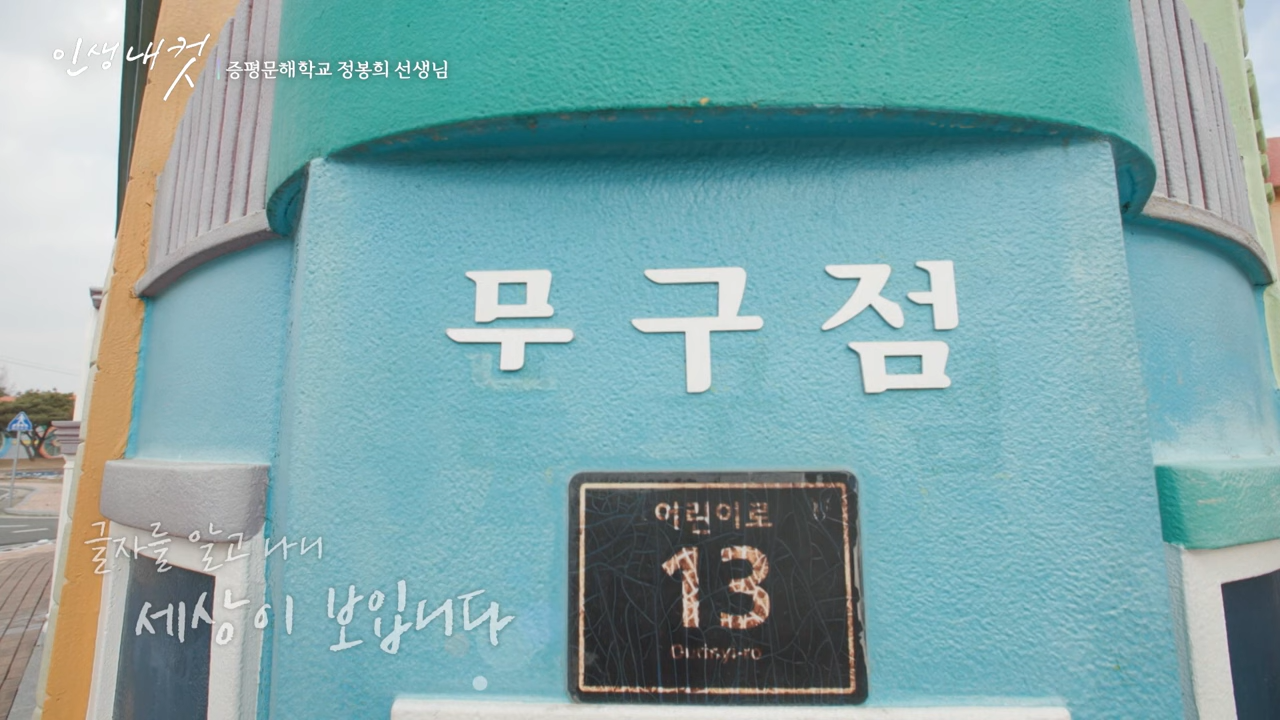 인생내컷
증평문해학교 정봉희 선생님
무구점
어린이로
13
글자를 알고 나니
세상이 보입니다